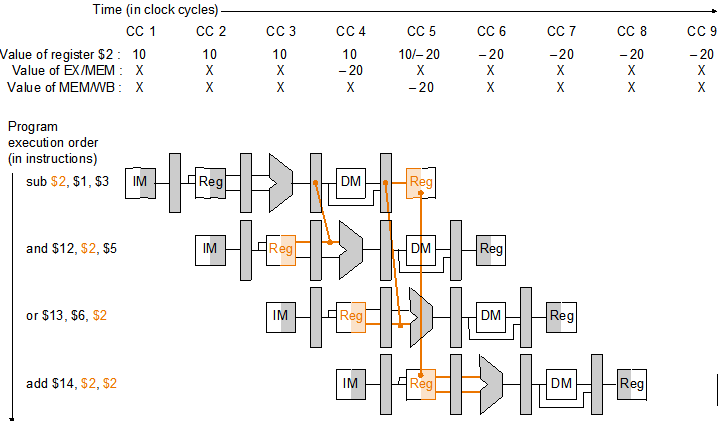 Time (in clock cycles)
CC 1 CC 2 CC 3 CC 4 CC 5 CC 6 CC 7 CC 8 CC 9
Value of register $2 : 10 10 10 10 10/– 20 – 20 – 20 – 20 – 20
Value of EX/MEM : X X X – 20 X X X X X
Value of MEM/WB : X X X X – 20 X X X X
Program
execution order
(in instructions)
sub $2, $1, $3 IM Reg DM Reg
and $12, $2, $5 IM Reg DM Reg
or $13, $6, $2 IM Reg DM Reg
add $14, $2, $2 IM Reg DM Reg